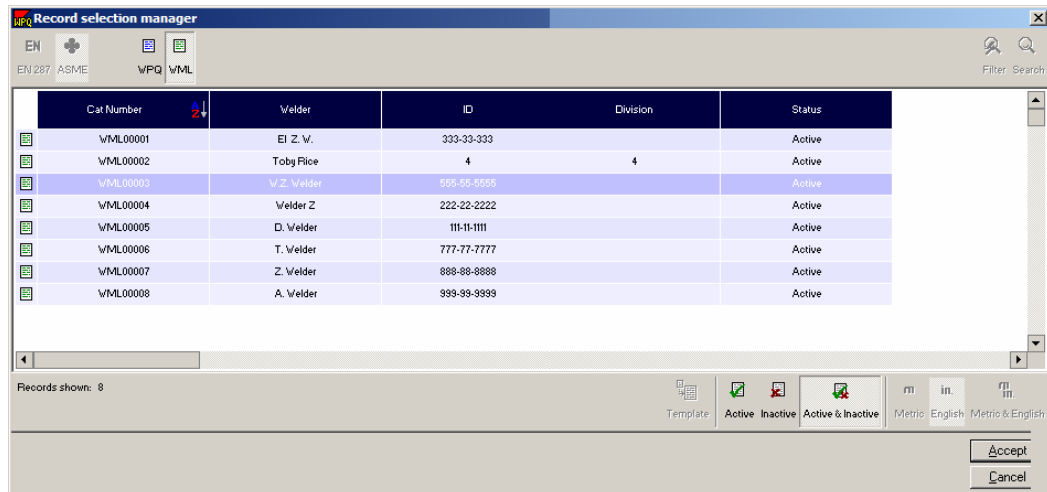 WPQ Record selection manager
EN
EN 287 ASME WPQ WML Filter Search
Cat Number A Z Welder ID Division Status
WML00001 El Z. W. 333-33-333 Active
WML00002 Toby Rice 4 4 Active
WML00003 W.Z. Welder 555-55-5555 Active
WML00004 Welder Z 222-22-2222 Active
WML00005 D. Welder 111-11-1111 Active
WML00006 T. Welder 777-77-7777 Active
WML00007 Z. Welder 888-88-8888 Active
WML00008 A. Welder 999-99-9999 Active
Records shown: 8
m in. m in.
Template Active Inactive Active & Inactive Metric English Metric & English
Accept
Cancel